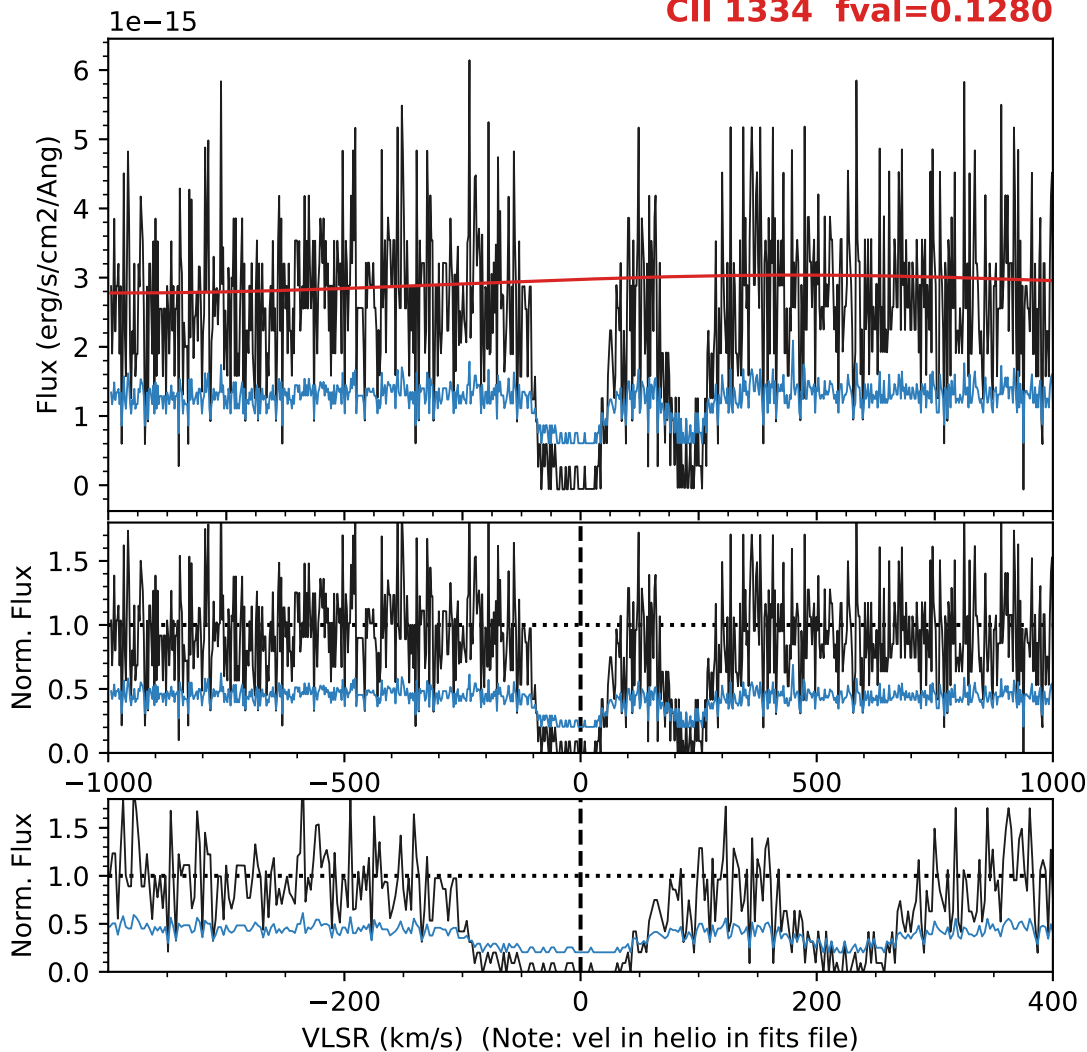 1e−15
CII 1334 fval=0.1280
6
5
4
3
2
1
0
Flux (erg/s/cm2/Ang)
1.5
1.0
0.5
0.0
Norm. Flux
−1000 −500 0 500 1000
1.5
1.0
0.5
0.0
Norm. Flux
−200 0 200 400
VLSR (km/s) (Note: vel in helio in fits file)